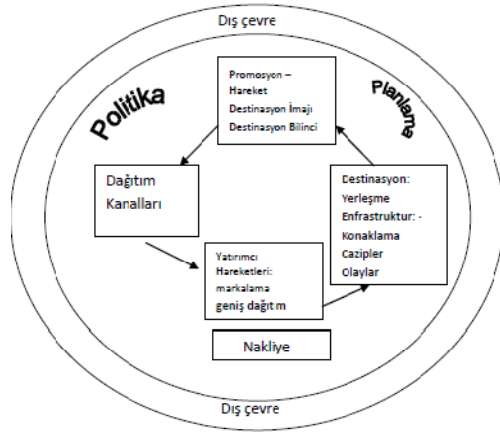 Dış çevre
Politika
Planlama
Promosyon –
Hareket
Destinasyon İmajı
Destinasyon Bilinci
Dağıtım
Kanalları
Destinasyon:
Yerleşme
Enfrastruktur: -
Konaklama
Cazipler
Olaylar
Yatırımcı
Hareketleri:
markalama
geniş dağıtım
Nakliye
Dış çevre